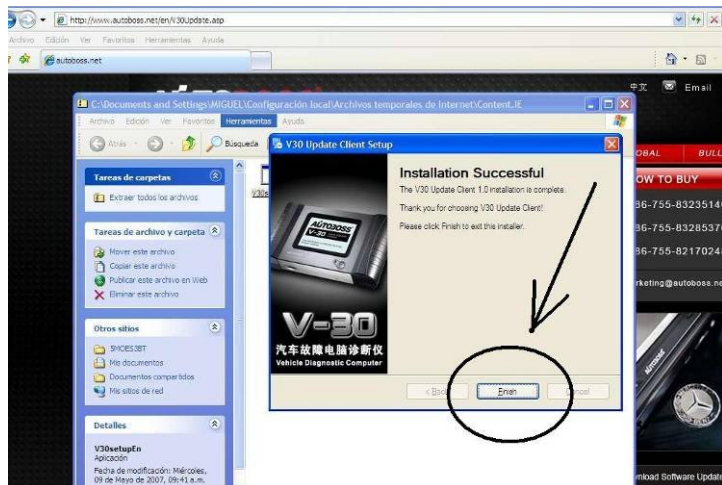 http://www.autoboss.net/en/V30Update.asp
Archivo Edición Ver Favoritos Herramientas Ayuda
autoboss.net
中文 Email
C:\Documents and Settings\MIGUEL\Configuración local\Archivos temporales de Internet\Content.IE
Archivo Edición Ver Favoritos Herramientas Ayuda
Atrás Búsqueda
V30 Update Client Setup
OBAL BULL
OW TO BUY
Tareas de carpetas
Extraer todos los archivos
Tareas de archivo y carpeta
Mover este archivo
Copiar este archivo
Publicar este archivo en Web
Eliminar este archivo
Otros sitios
Mis documentos
Documentos compartidos
Mis sitios de red
Detalles
V30setupEn
Aplicación
Fecha de modificación: Miércoles,
09 de Mayo de 2007, 09:41 a.m.
V30s
AUTOBOSS
V-30
V-30
汽车故障电脑诊断仪
Vehicle Diagnostic Computer
Installation Successful
The V30 Update Client 1.0 installation is complete.
Thank you for choosing V30 Update Client!
Please click Finish to exit this installer.
< Back Finish Cancel
86-755-8323514
86-755-8328537
86-755-8217024
rketing@autoboss.ne
nload Software Update